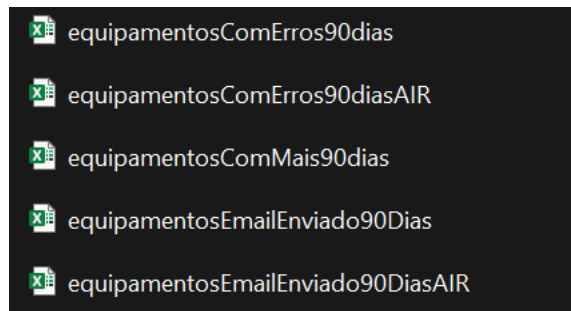 equipamentosComErros90dias
equipamentosComErros90diasAIR
equipamentosComMais90dias
equipamentosEmailEnviado90Dias
equipamentosEmailEnviado90DiasAIR